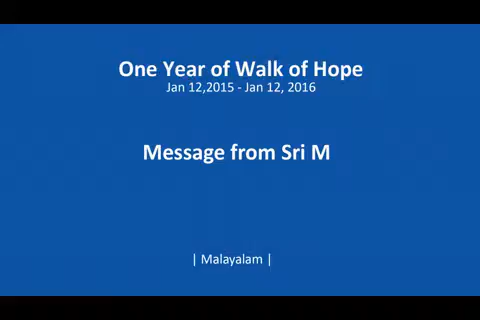 One Year of Walk of Hope
Jan 12,2015 - Jan 12, 2016
Message from Sri M
| Malayalam |